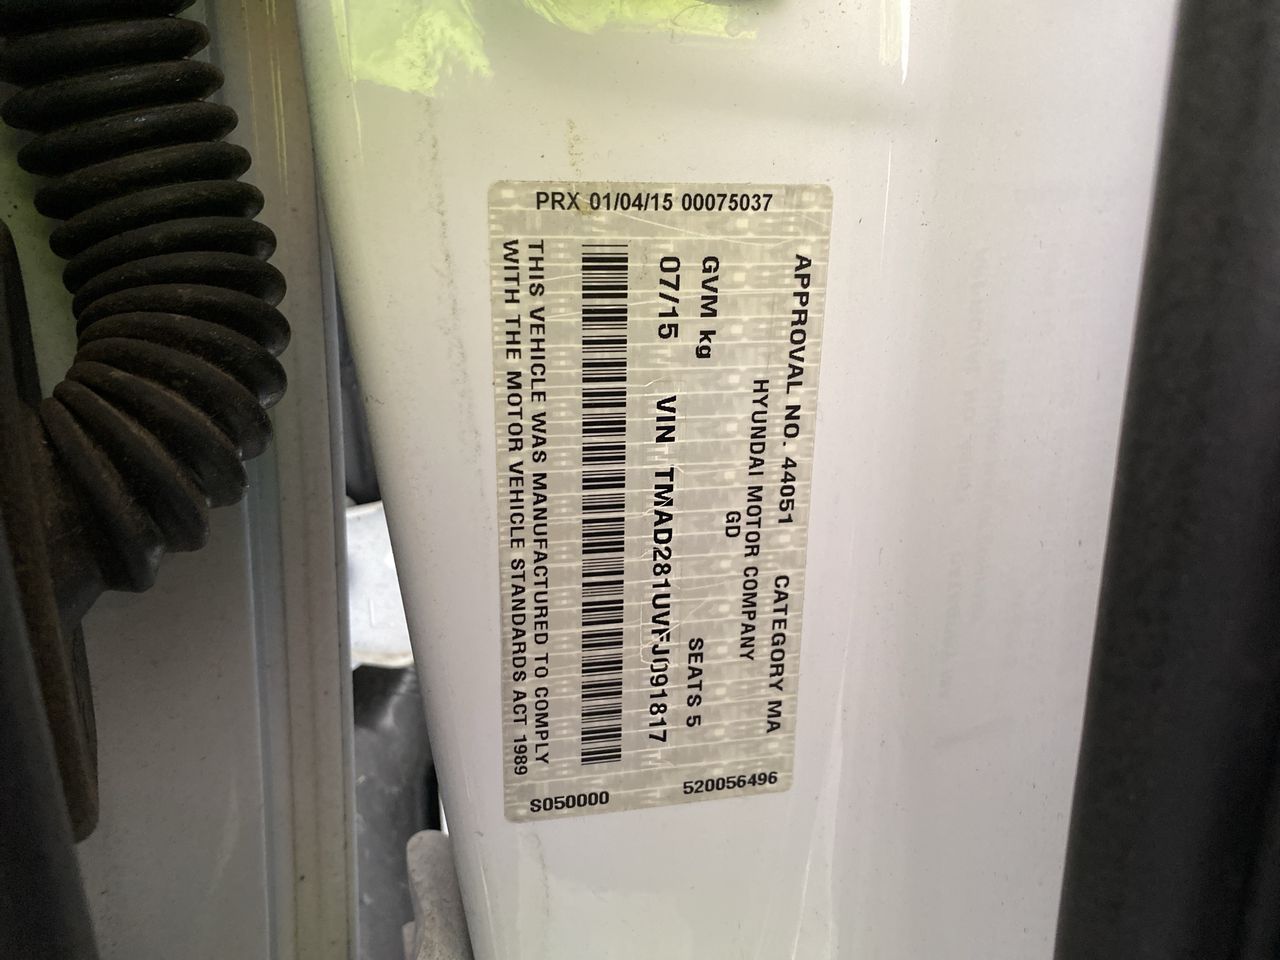 PRX 01/04/15 00075037
APPROVAL NO. 44051 CATEGORY MA
HYUNDAI MOTOR COMPANY
GD
GVM kg SEATS 5
07/15 VIN TMAD281UVFJ091817
THIS VEHICLE WAS MANUFACTURED TO COMPLY
WITH THE MOTOR VEHICLE STANDARDS ACT 1989
520056496
S050000